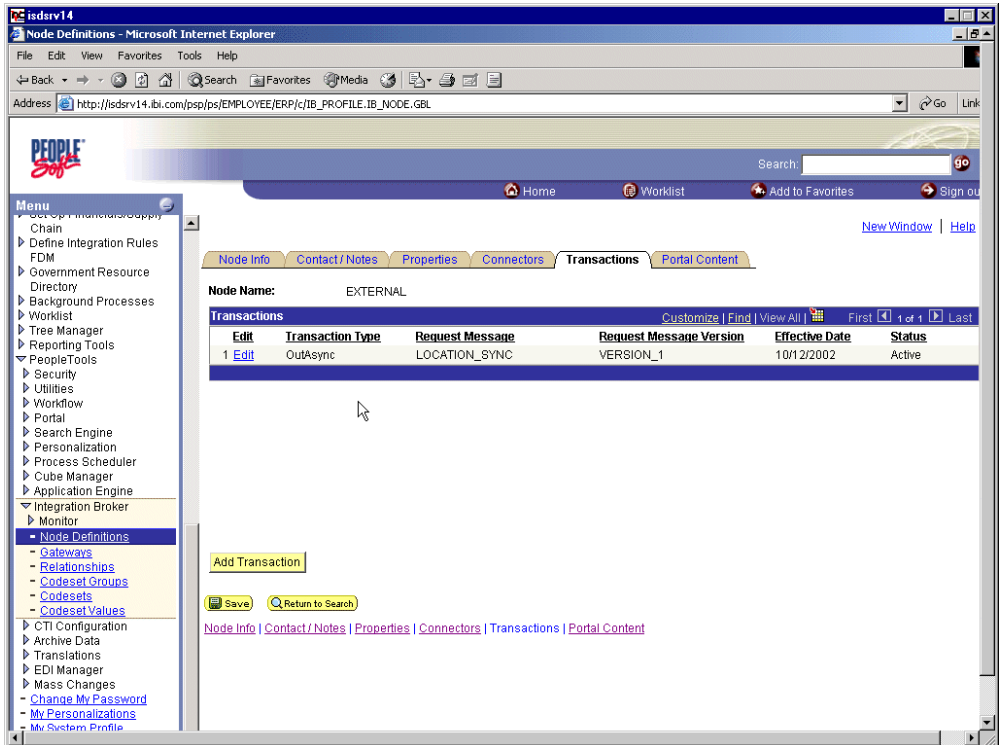 isdsrv14
Node Definitions - Microsoft Internet Explorer
File Edit View Favorites Tools Help
Back Search Favorites Media
Address http://isdsrv14.ibi.com/psp/ps/EMPLOYEE/ERP/c/IB_PROFILE.IB_NODE.GBL Go Link
PEOPLE Soft
Search: go
Home Worklist Add to Favorites Sign ou
Menu
Set Up Financials/Supply
Chain
Define Integration Rules
FDM
Government Resource
Directory
Background Processes
Worklist
Tree Manager
Reporting Tools
PeopleTools
Security
Utilities
Workflow
Portal
Search Engine
Personalization
Process Scheduler
Cube Manager
Application Engine
Integration Broker
Monitor
- Node Definitions
- Gateways
- Relationships
- Codeset Groups
- Codesets
- Codeset Values
CTI Configuration
Archive Data
Translations
EDI Manager
Mass Changes
- Change My Password
- My Personalizations
- My System Profile
New Window | Help
Node Info Contact / Notes Properties Connectors Transactions Portal Content
Node Name: EXTERNAL
Transactions Customize | Find | View All | First 1 of 1 Last
Edit Transaction Type Request Message Request Message Version Effective Date Status
1 Edit OutAsync LOCATION_SYNC VERSION_1 10/12/2002 Active
Add Transaction
Save Return to Search
Node Info | Contact / Notes | Properties | Connectors | Transactions | Portal Content